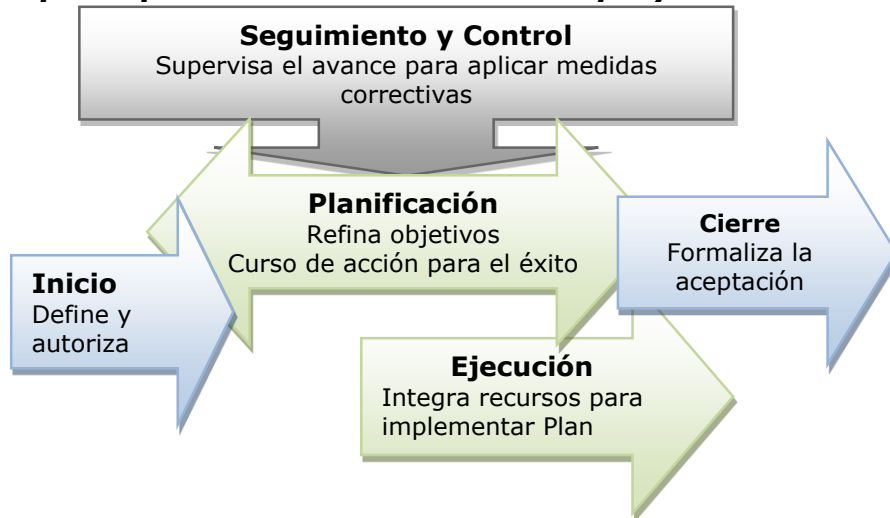 Seguimiento y Control
Supervisa el avance para aplicar medidas
correctivas
Planificación
Refina objetivos
Curso de acción para el éxito
Cierre
Formaliza la
aceptación
Inicio
Define y
autoriza
Ejecución
Integra recursos para
implementar Plan